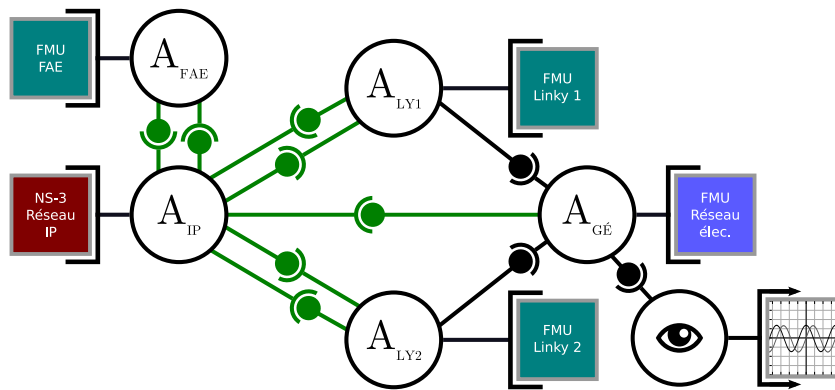 FMU
FAE
A FAE
A LY1
FMU
Linky 1
NS-3
Réseau
IP
A IP
A GÉ
FMU
Réseau
élec.
A LY2
FMU
Linky 2